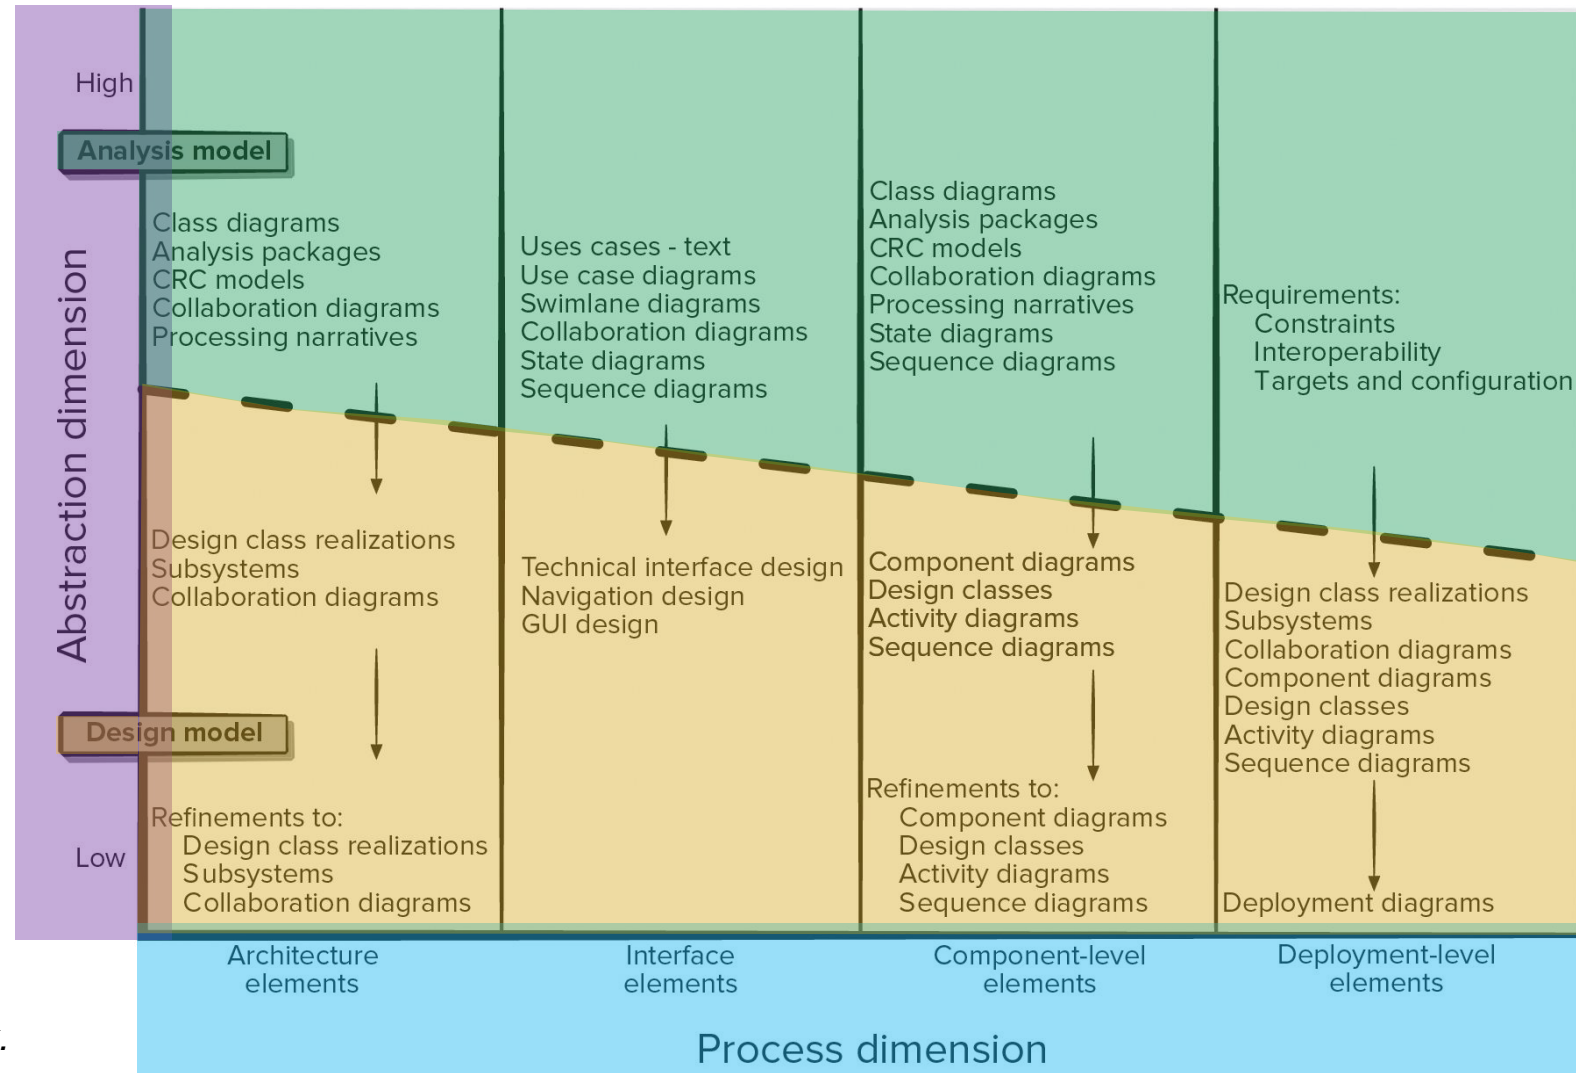 High
Analysis model
Abstraction dimension
Class diagrams
Analysis packages
CRC models
Collaboration diagrams
Processing narratives
Uses cases - text
Use case diagrams
Swimlane diagrams
Collaboration diagrams
State diagrams
Sequence diagrams
Class diagrams
Analysis packages
CRC models
Collaboration diagrams
Processing narratives
State diagrams
Sequence diagrams
Requirements:
Constraints
Interoperability
Targets and configuration
Design class realizations
Subsystems
Collaboration diagrams
Technical interface design
Navigation design
GUI design
Component diagrams
Design classes
Activity diagrams
Sequence diagrams
Design class realizations
Subsystems
Collaboration diagrams
Component diagrams
Design classes
Activity diagrams
Sequence diagrams
Design model
Low
Refinements to:
Design class realizations
Subsystems
Collaboration diagrams
Refinements to:
Component diagrams
Design classes
Activity diagrams
Sequence diagrams
Deployment diagrams
Architecture
elements
Interface
elements
Component-level
elements
Deployment-level
elements
Process dimension